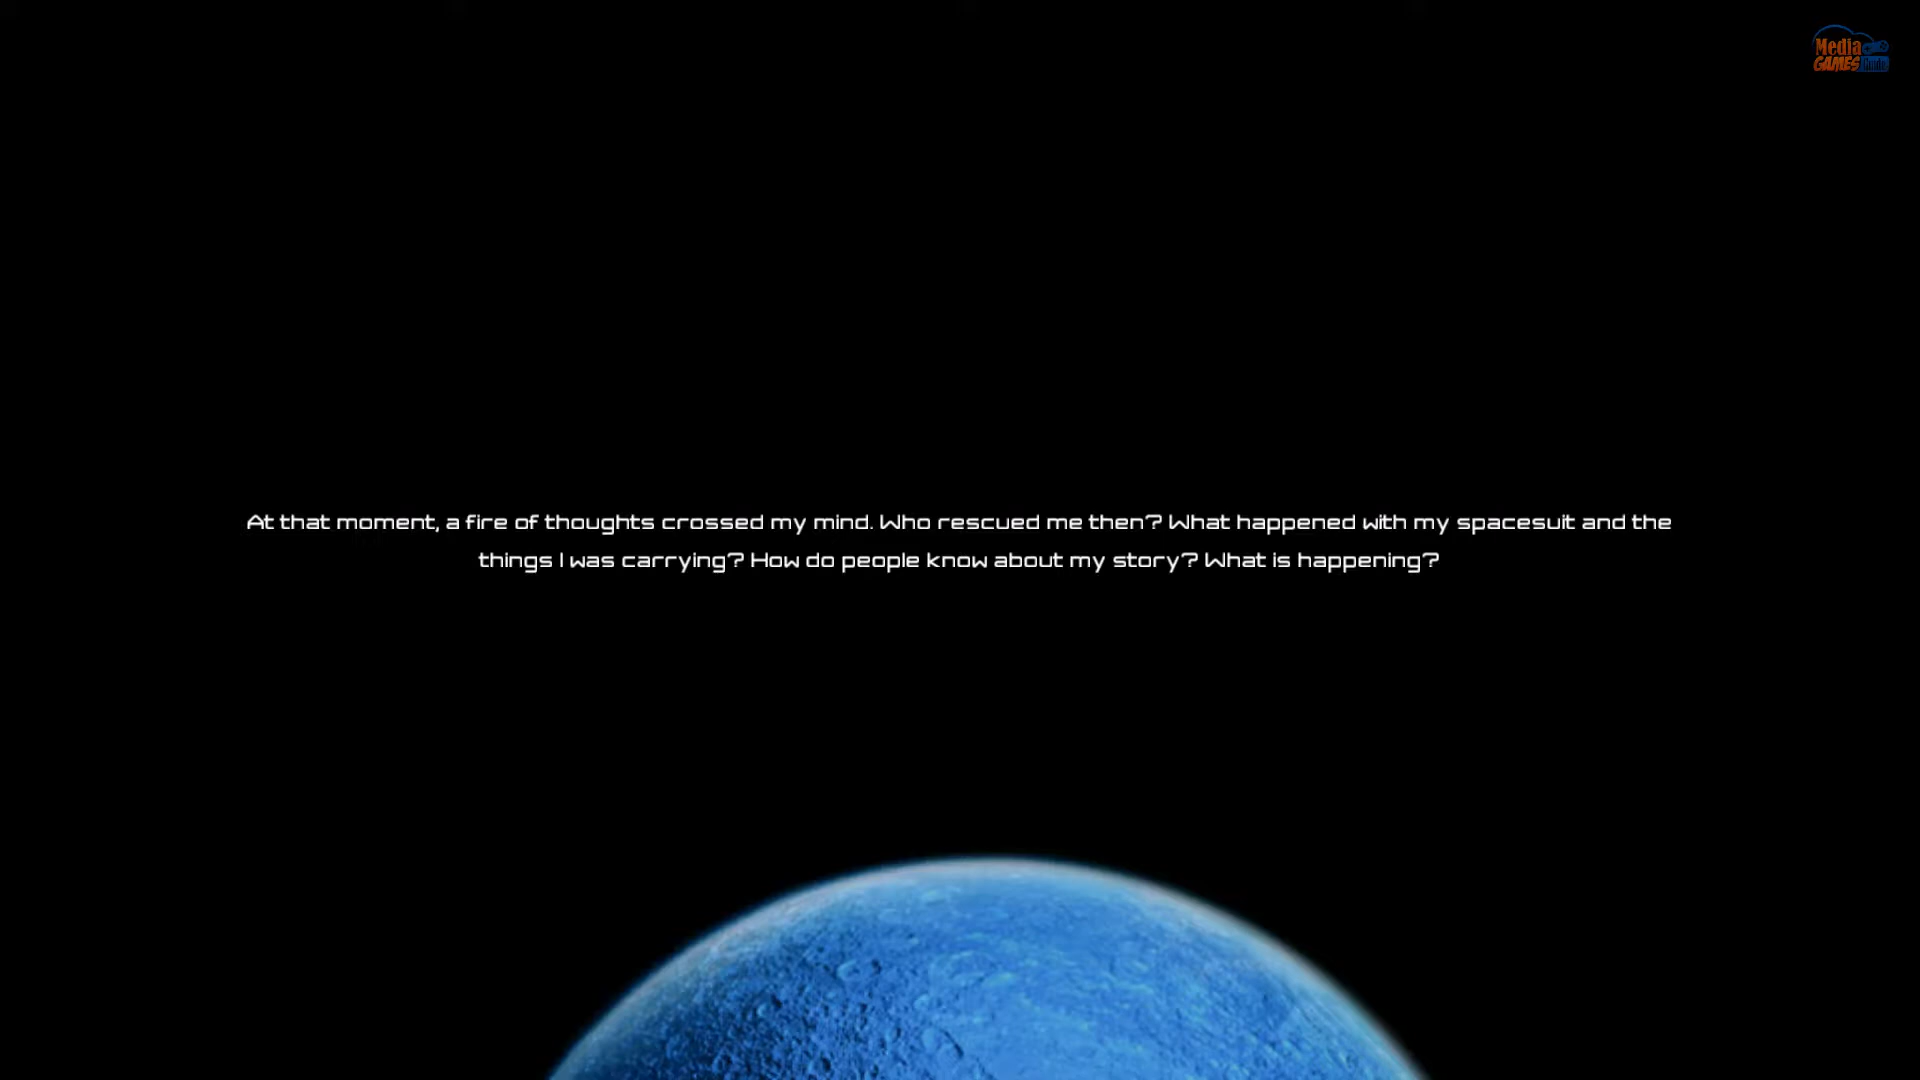 Media
GAMES Guide
At that moment, a fire of thoughts crossed my mind. Who rescued me then? What happened with my spacesuit and the
things I was carrying? How do people know about my story? What is happening?